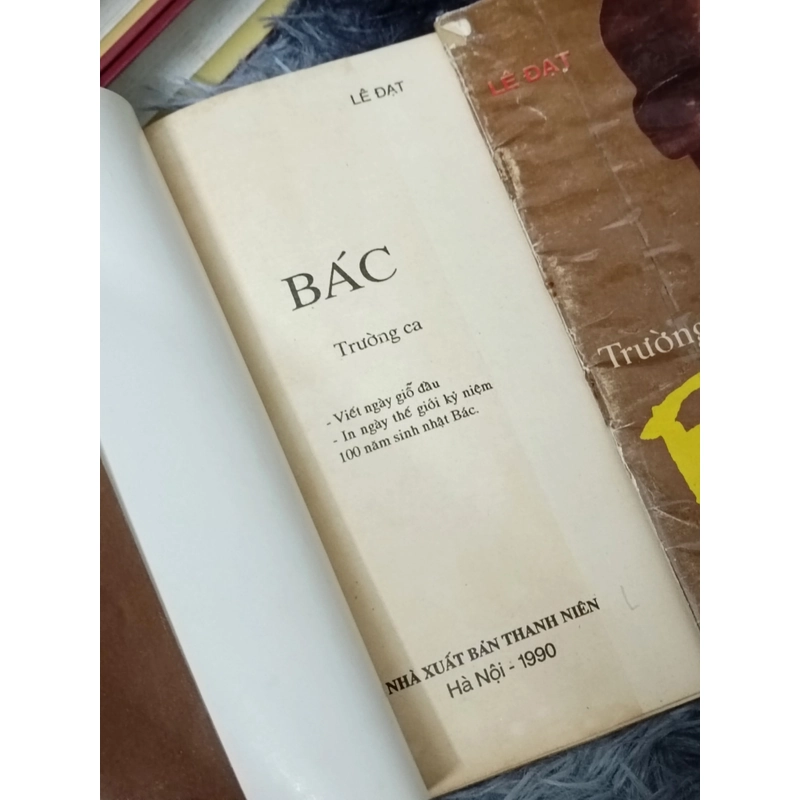 LÊ ĐẠT
BÁC
Trường ca
- Viết ngày giỗ đầu
- In ngày thế giới kỷ niệm
100 năm sinh nhật Bác.
NHÀ XUẤT BẢN THANH NIÊN
Hà Nội - 1990
LÊ ĐẠT
Trường